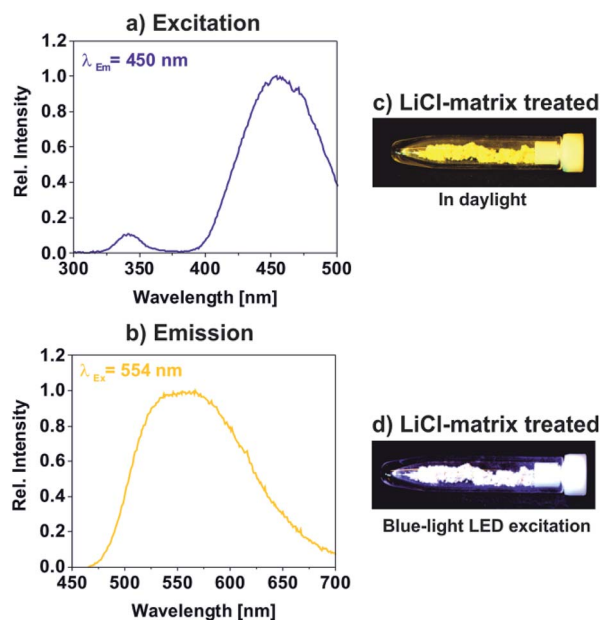 a) Excitation
λ Em= 450 nm
Rel. Intensity
1.0
0.8
0.6
0.4
0.2
0.0
300 350 400 450 500
Wavelength [nm]
c) LiCl-matrix treated
In daylight
b) Emission
λ Ex= 554 nm
Rel. Intensity
1.2
1.0
0.8
0.6
0.4
0.2
0.0
450 500 550 600 650 700
Wavelength [nm]
d) LiCl-matrix treated
Blue-light LED excitation